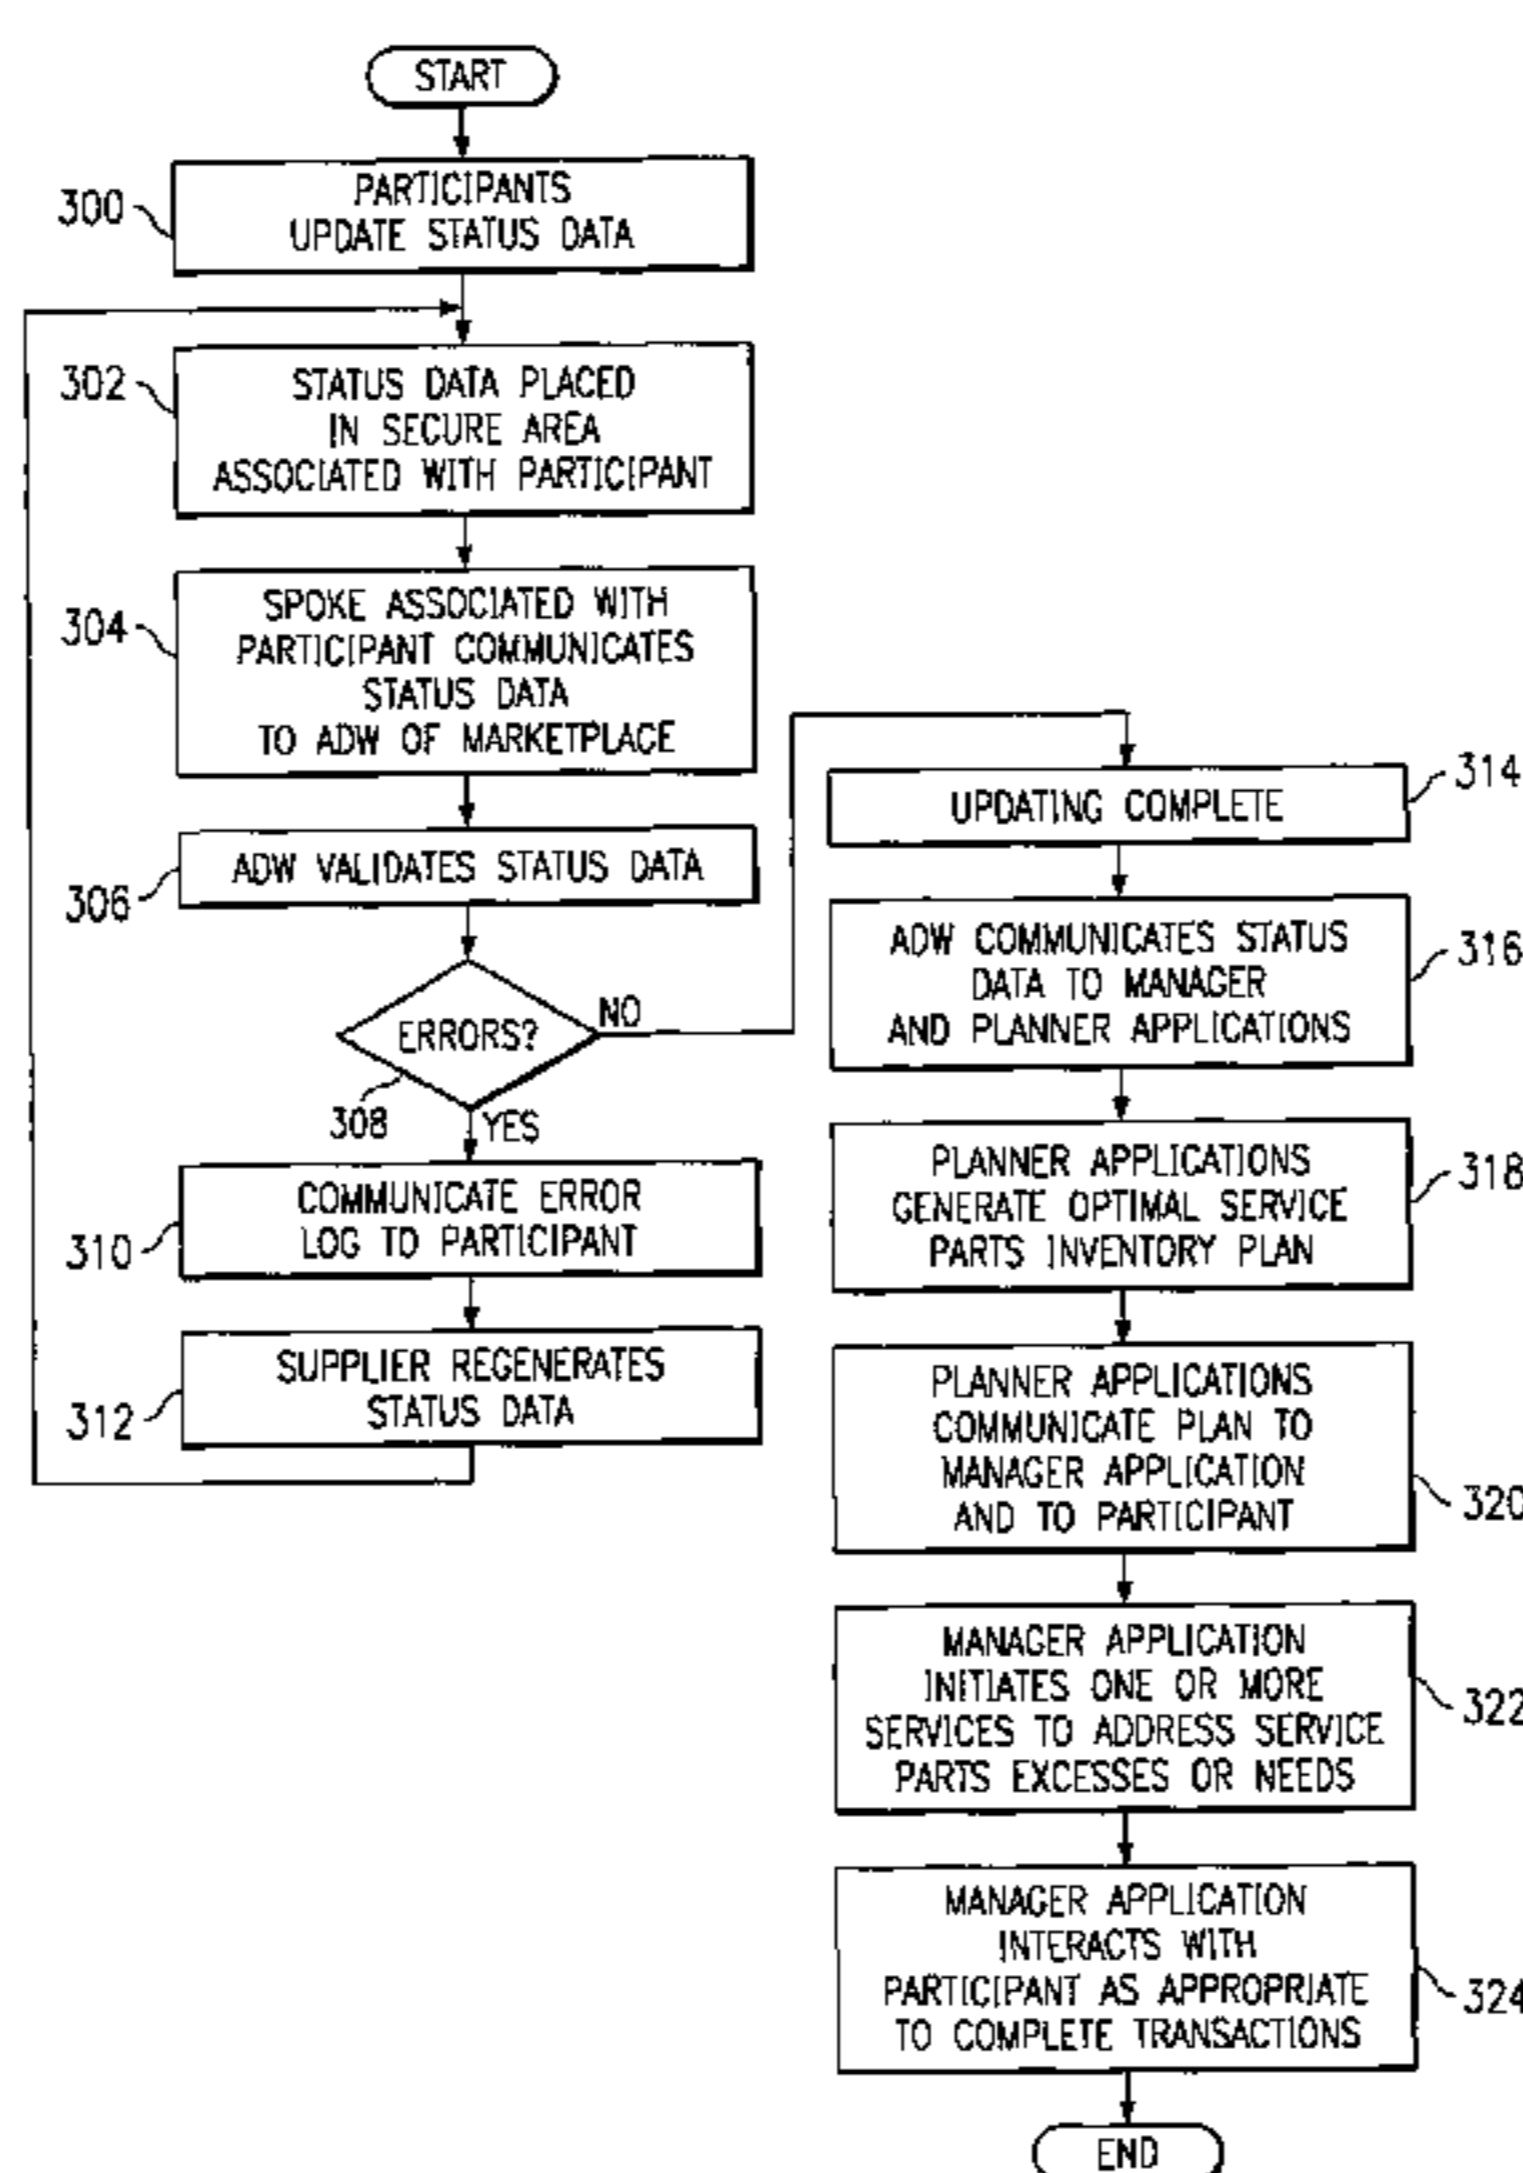 START
300
PARTICIPANTS
UPDATE STATUS DATA
302
STATUS DATA PLACED
IN SECURE AREA
ASSOCIATED WITH PARTICIPANT
304
SPOKE ASSOCIATED WITH
PARTICIPANT COMMUNICATES
STATUS DATA
TO ADW OF MARKETPLACE
306
ADW VALIDATES STATUS DATA
ERRORS?
NO
308
YES
310
COMMUNICATE ERROR
LOG TO PARTICIPANT
312
SUPPLIER REGENERATES
STATUS DATA
UPDATING COMPLETE
314
ADW COMMUNICATES STATUS
DATA TO MANAGER
AND PLANNER APPLICATIONS
316
PLANNER APPLICATIONS
GENERATE OPTIMAL SERVICE
PARTS INVENTORY PLAN
318
PLANNER APPLICATIONS
COMMUNICATE PLAN TO
MANAGER APPLICATION
AND TO PARTICIPANT
320
MANAGER APPLICATION
INITIATES ONE OR MORE
SERVICES TO ADDRESS SERVICE
PARTS EXCESSES OR NEEDS
322
MANAGER APPLICATION
INTERACTS WITH
PARTICIPANT AS APPROPRIATE
TO COMPLETE TRANSACTIONS
324
END